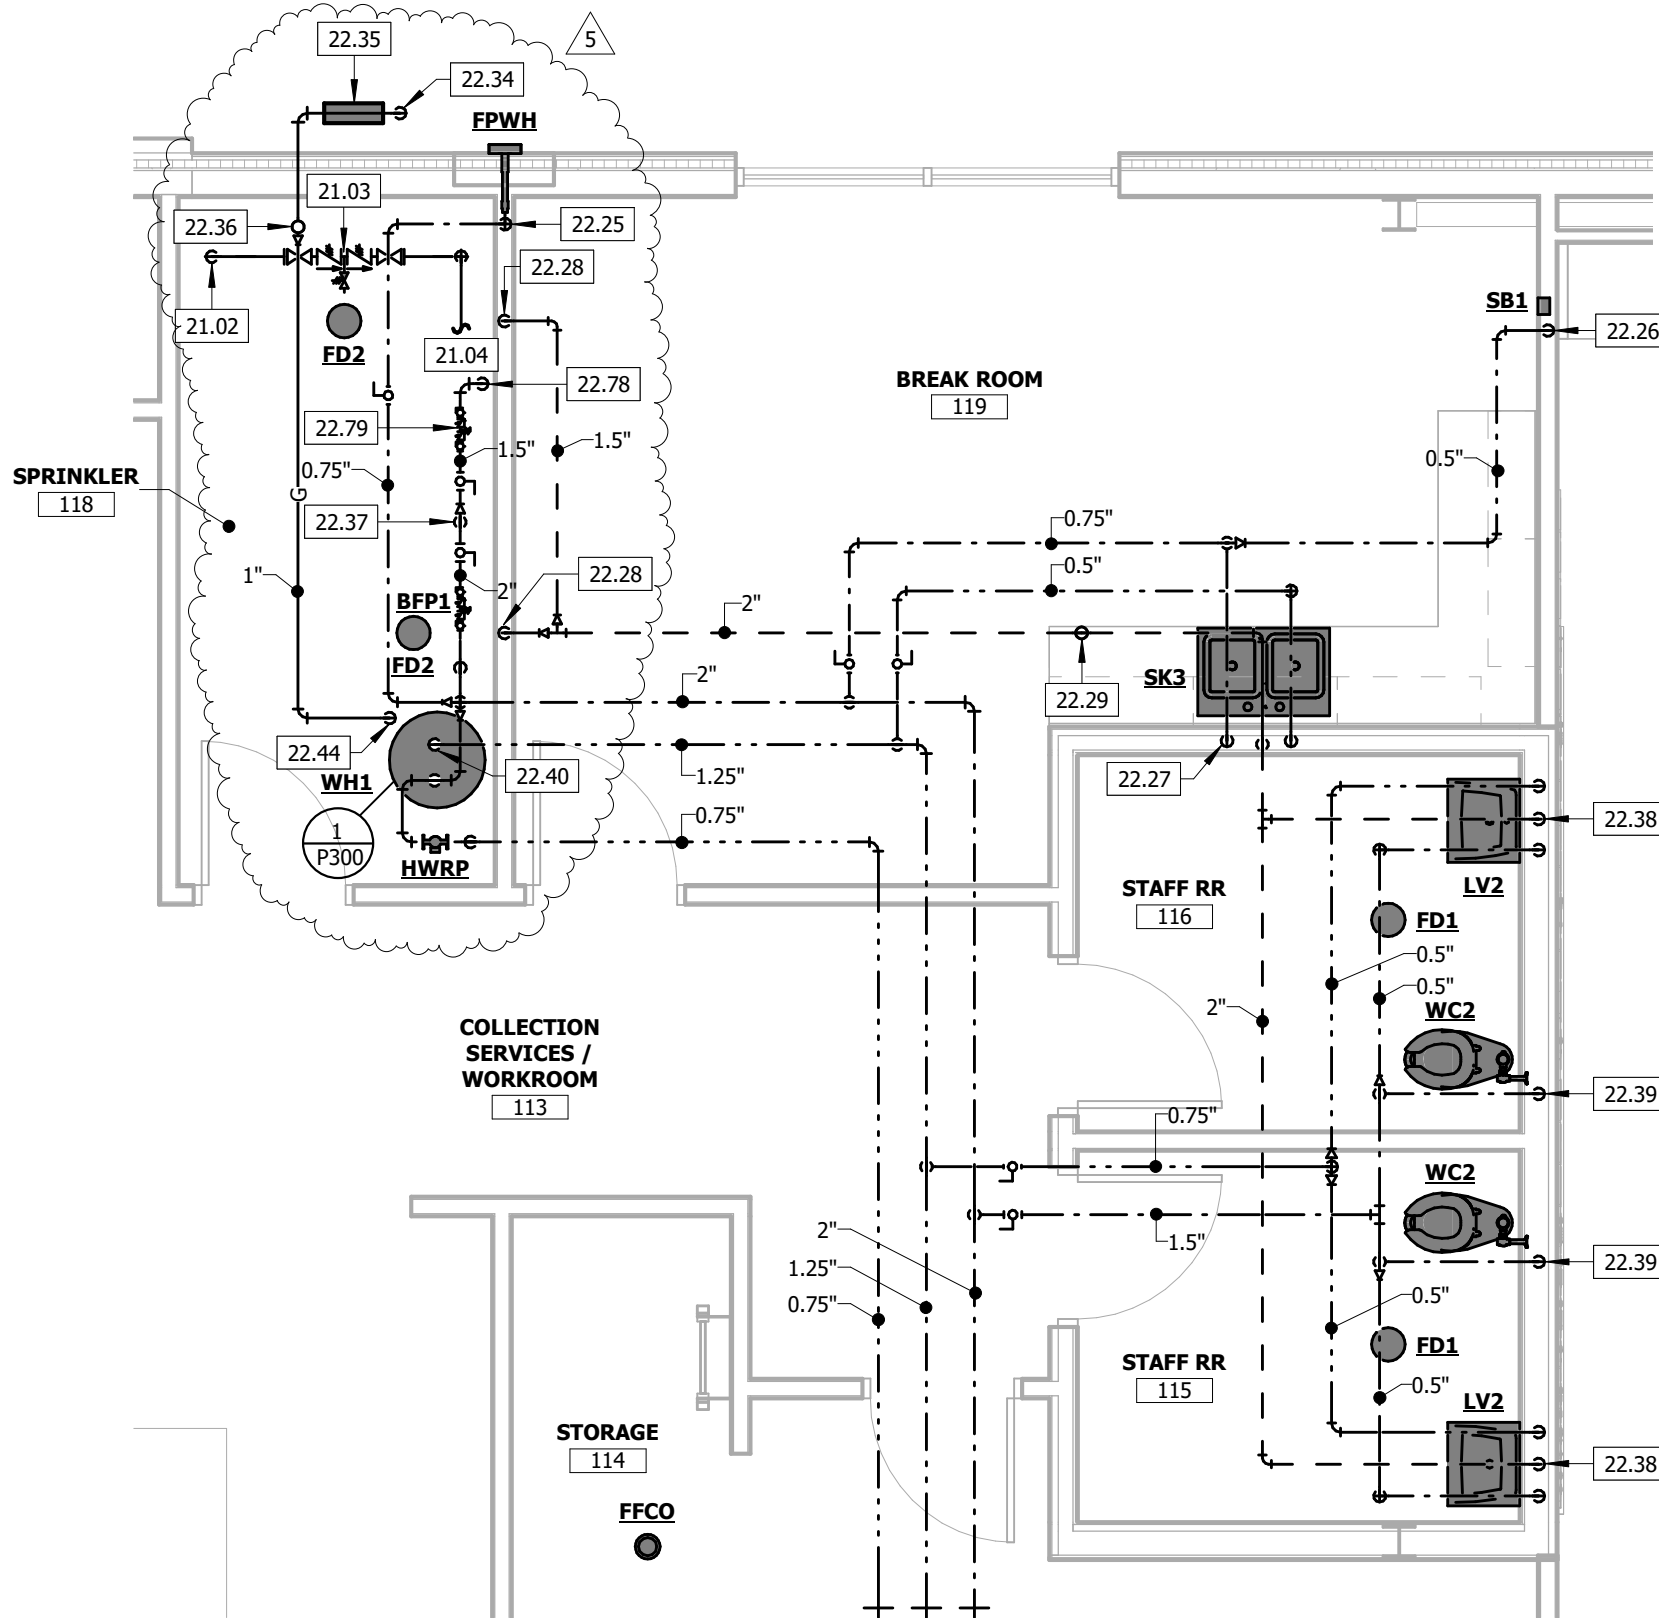 22.35
5
22.34
FPWH
21.03
22.36
22.25
22.28
21.02
FD2
21.04
SB1
22.26
22.78
BREAK ROOM
119
22.79
1.5"
1.5"
0.75"
0.5"
SPRINKLER
118
G
22.37
0.75"
0.5"
1"
2"
22.28
BFP1
2"
FD2
2"
SK3
22.29
22.44
WH1
22.40
1.25"
22.27
0.75"
1
P300
HWRP
22.38
LV2
STAFF RR
116
FD1
0.5"
0.5"
2"
WC2
COLLECTION
SERVICES /
WORKROOM
113
22.39
0.75"
WC2
2"
1.5"
1.25"
0.75"
22.39
0.5"
FD1
STAFF RR
115
0.5"
LV2
STORAGE
114
22.38
FFCO